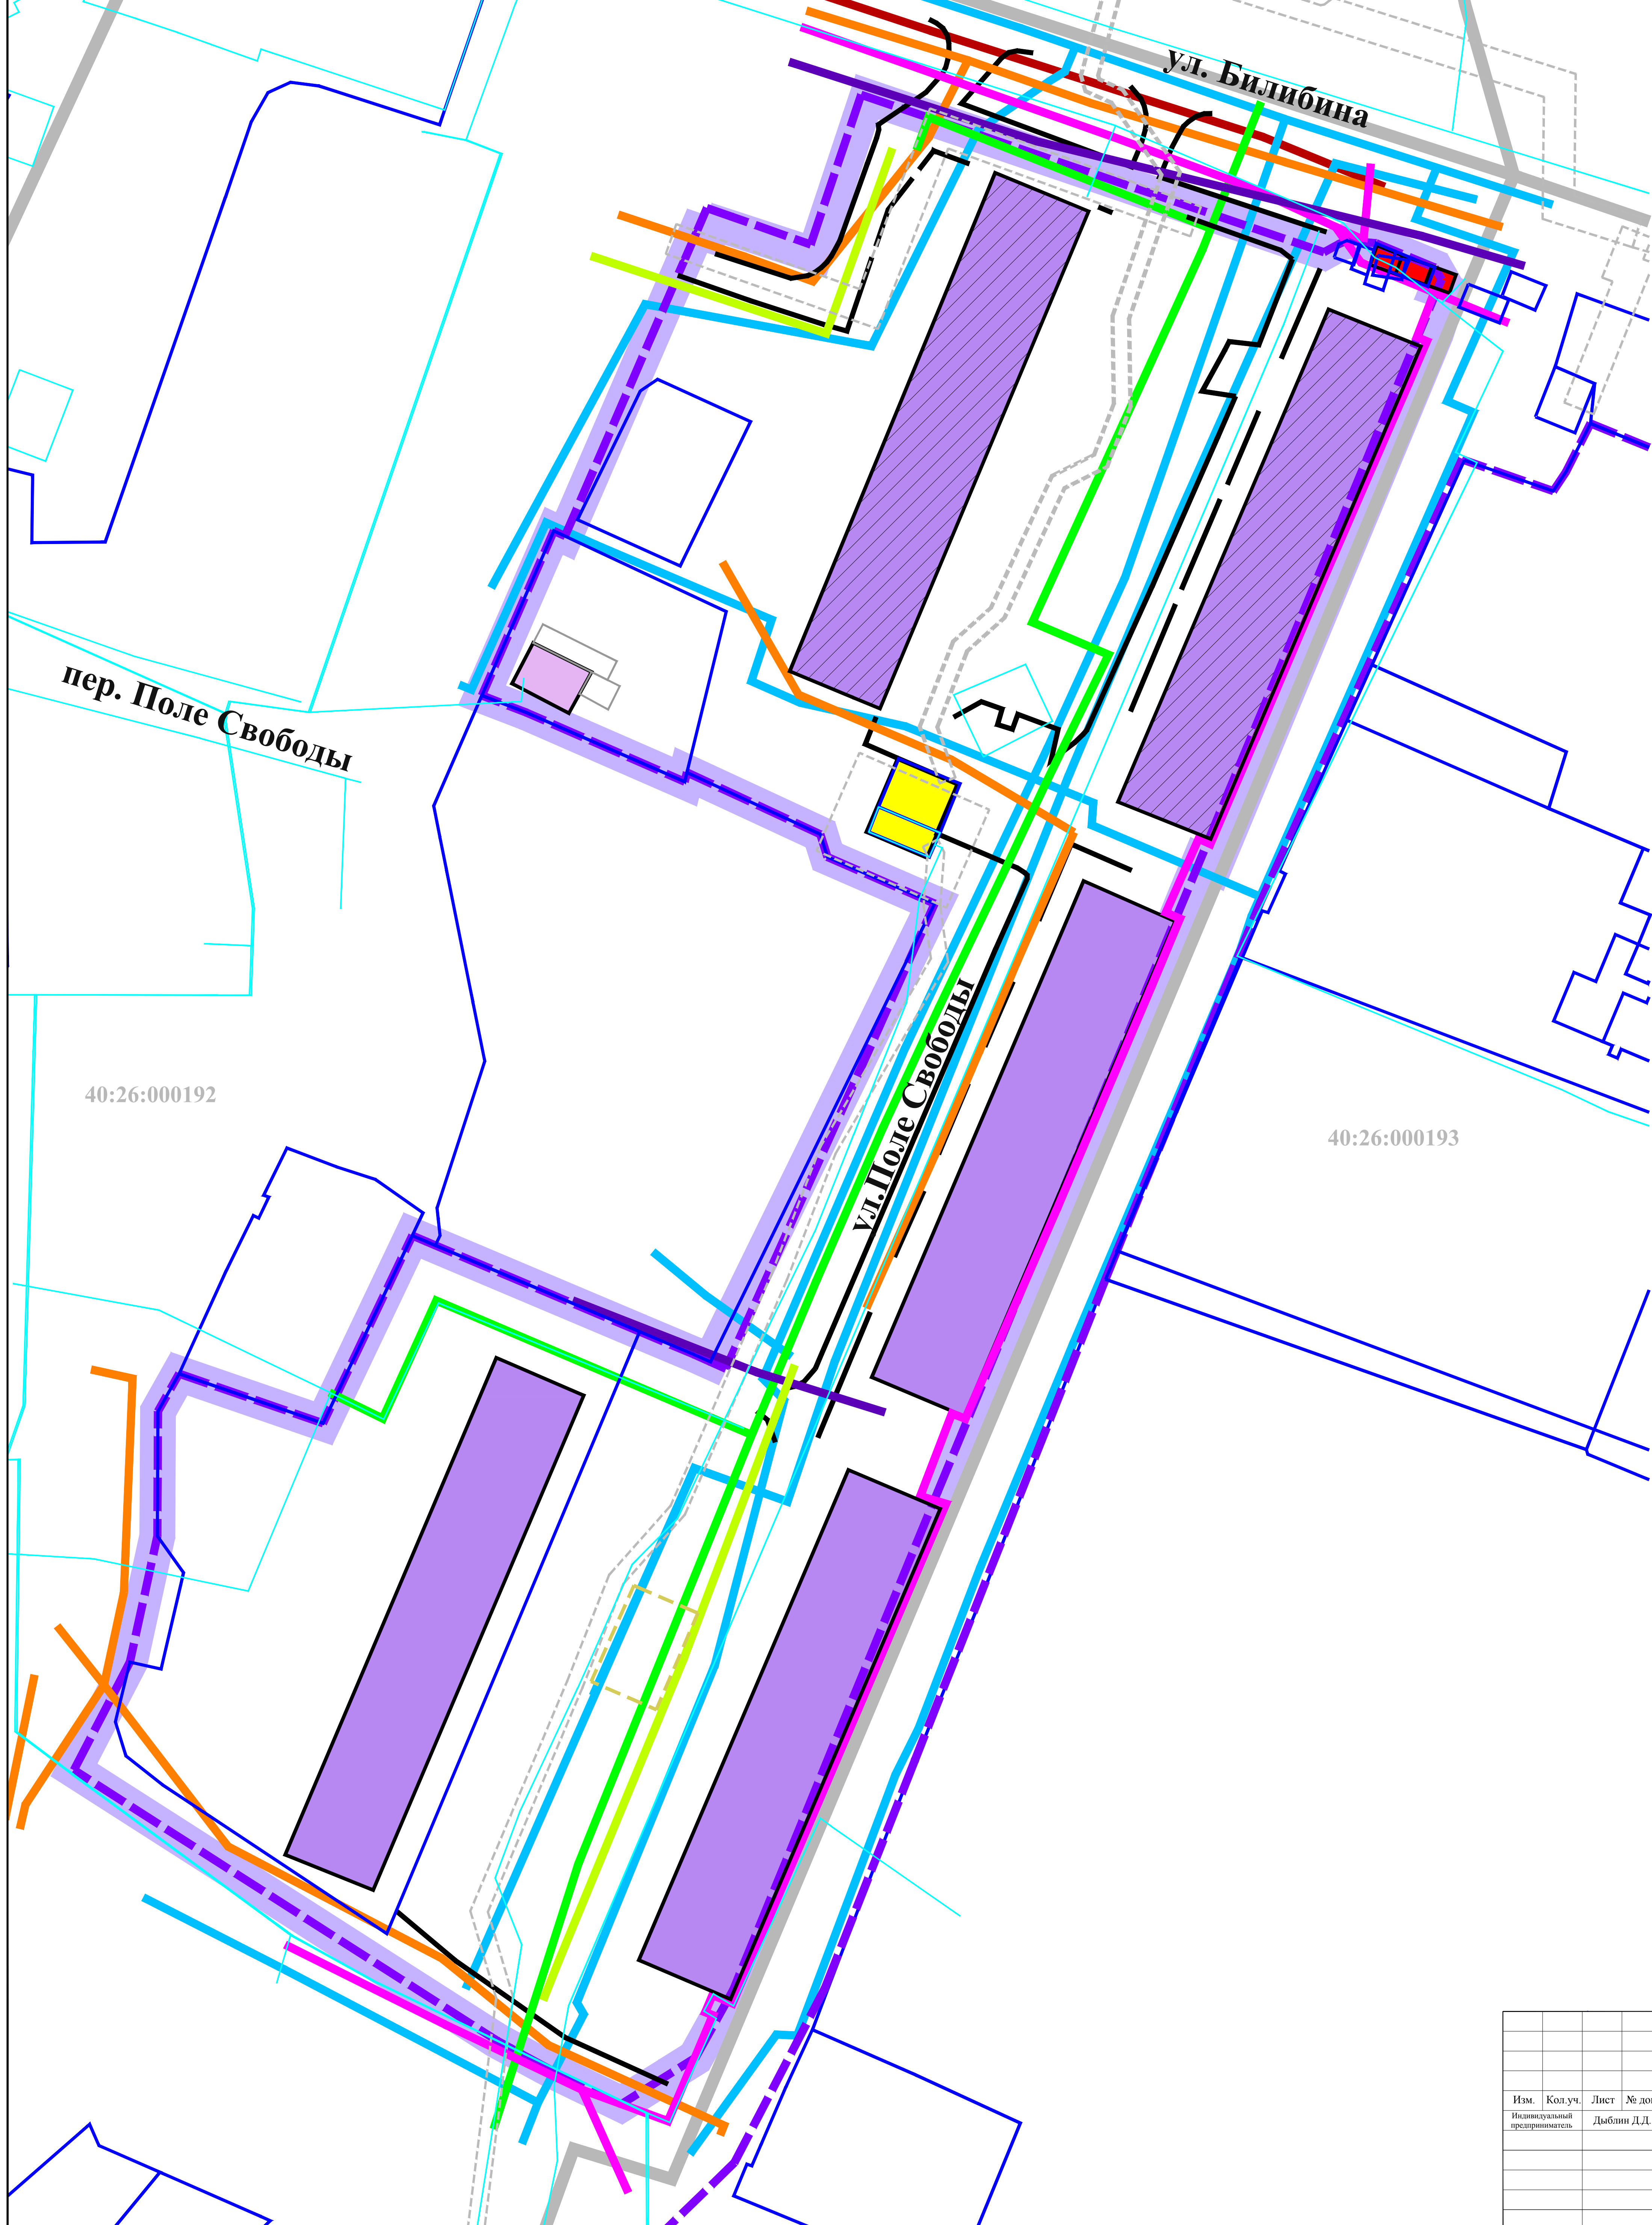 ул. Билибина
пер. Поле Свободы
ул.Поле Свободы
40:26:000192
40:26:000193
Изм. Кол.уч. Лист
Индивидуальный
предприниматель
Дыблин Д.Д.